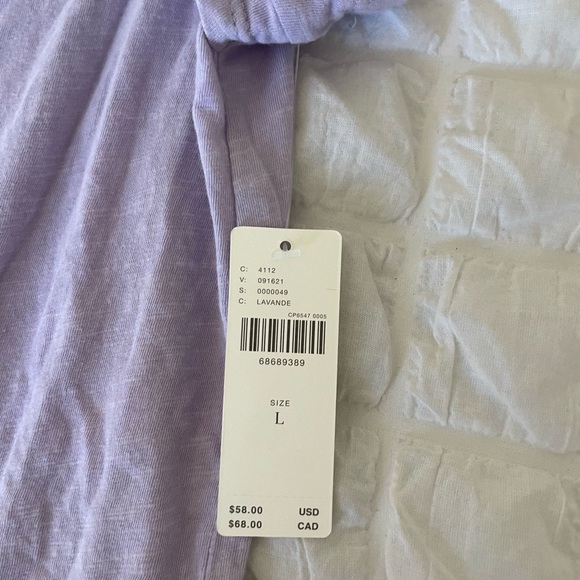 C: 4112
V: 091621
S: 0000049
C: LAVANDE
CP6547 0005
68689389
SIZE
L
$58.00 USD
$68.00 CAD